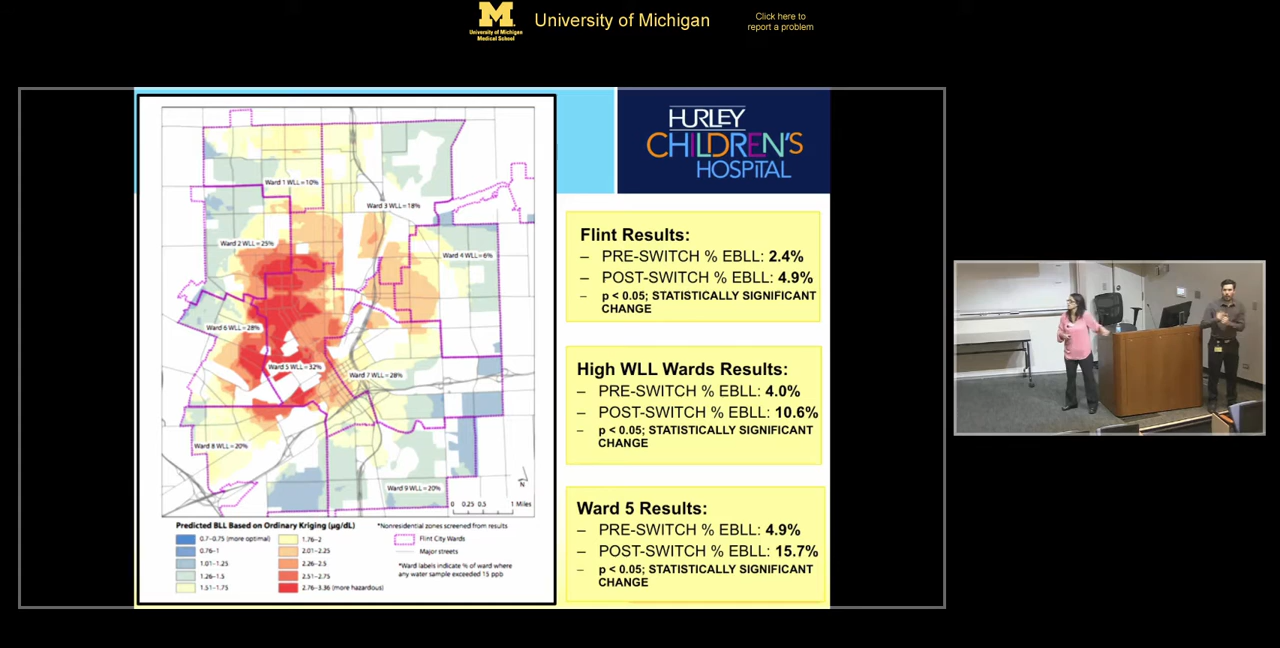 M
University of Michigan
Medical School
University of Michigan
Click here to
report a problem
HURLEY
CHILDREN'S
HOSPITAL
Ward 1 WLL=10%
Ward 3 WLL=18%
Ward 2 WLL=25%
Ward 4 WLL=6%
Ward 6 WLL=28%
Ward 5 WLL=32%
Ward 7 WLL=28%
Ward 8 WLL=20%
Ward 9 WLL=20%
N
0 0.25 0.5 1 Miles
Predicted BLL Based on Ordinary Kriging (µg/dL)
0.7–0.75 (more optimal)
0.76–1
1.01–1.25
1.26–1.5
1.51–1.75
1.76–2
2.01–2.25
2.26–2.5
2.51–2.75
2.76–3.36 (more hazardous)
*Nonresidential zones screened from results
Flint City Wards
Major streets
*Ward labels indicate % of ward where
any water sample exceeded 15 ppb
Flint Results:
– PRE-SWITCH % EBLL: 2.4%
– POST-SWITCH % EBLL: 4.9%
– p < 0.05; STATISTICALLY SIGNIFICANT
CHANGE
High WLL Wards Results:
– PRE-SWITCH % EBLL: 4.0%
– POST-SWITCH % EBLL: 10.6%
– p < 0.05; STATISTICALLY SIGNIFICANT
CHANGE
Ward 5 Results:
– PRE-SWITCH % EBLL: 4.9%
– POST-SWITCH % EBLL: 15.7%
– p < 0.05; STATISTICALLY SIGNIFICANT
CHANGE